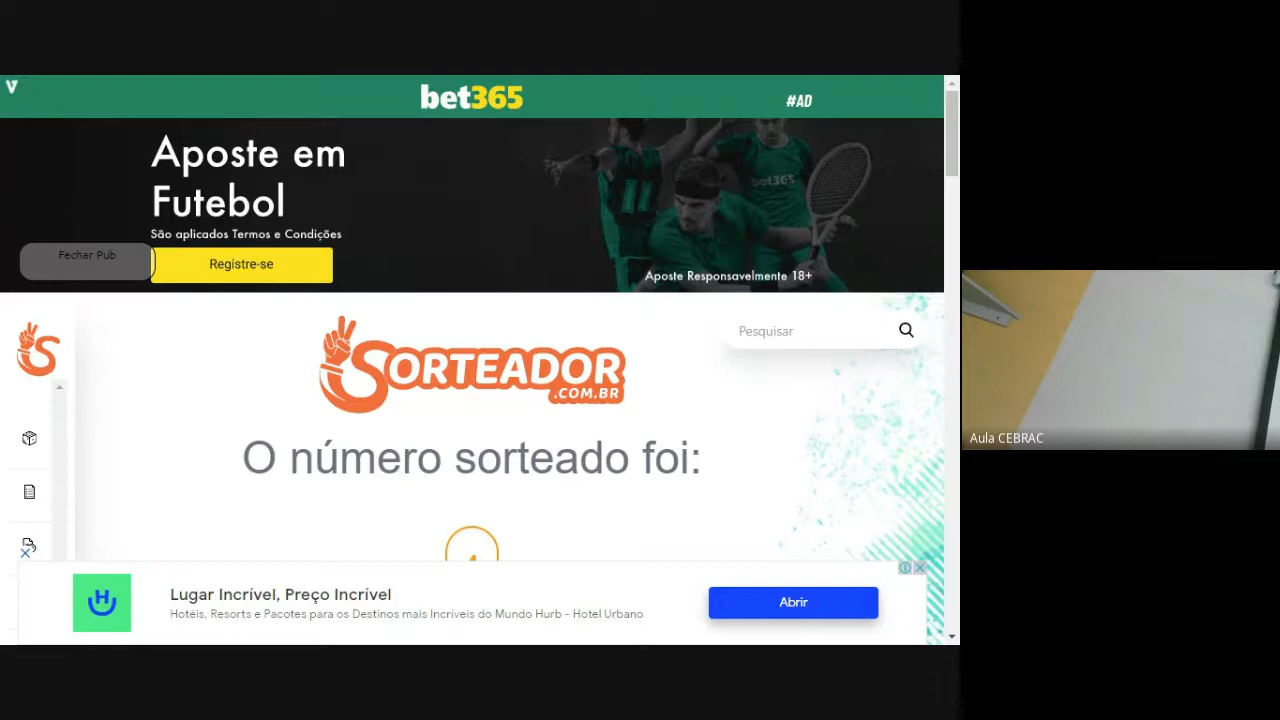 V
bet365
#AD
Aposte em
Futebol
São aplicados Termos e Condições
Fechar Pub
Registre-se
bet365
11
Aposte Responsavelmente 18+
S
SORTEADOR
.COM.BR
Pesquisar
O número sorteado foi:
H
Lugar Incrível, Preço Incrível
Hotéis, Resorts e Pacotes para os Destinos mais Incríveis do Mundo Hurb - Hotel Urbano
Abrir
Aula CEBRAC